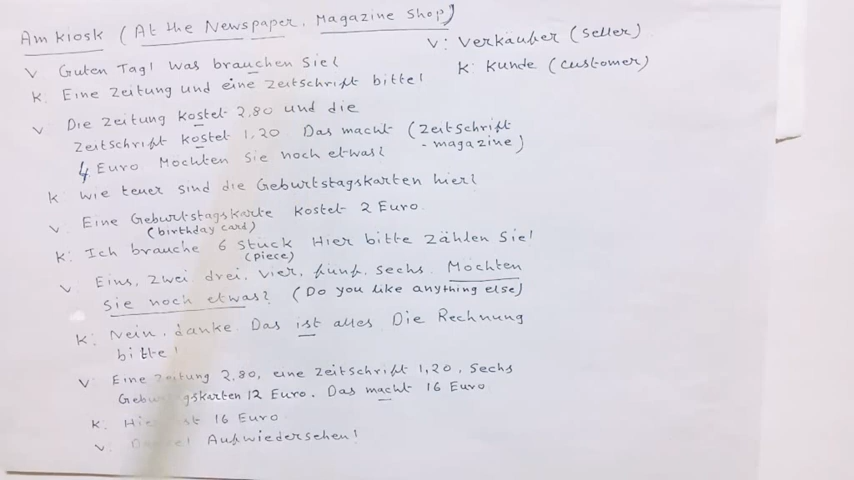 Am Kiosk (At the Newspaper, Magazine Shop)
V: Verkäufer (seller)
K: Kunde (customer)
V: Guten Tag! Was brauchen Sie?
K: Eine Zeitung und eine Zeitschrift bitte!
V: Die Zeitung kostet 2,80 und die
Zeitschrift kostet 1,20 Das macht (Zeitschrift
4 Euro Mochten Sie noch etwas? - magazine)
K: Wie teuer sind die Geburtstagskarten hier?
V: Eine Geburtstagskarte kostet 2 Euro.
(birthday card)
K: Ich brauche 6 Stück Hier bitte Zählen Sie!
(piece)
V: Eins, zwei drei, vier, fünf, sechs. Mochten
Sie noch etwas? (Do you like anything else)
K: Nein, danke Das ist alles Die Rechnung
bitte!
V: Eine Zeitung 2,80, eine Zeitschrift 1,20, Sechs
Geburtstagskarten 12 Euro. Das macht 16 Euro
K: Hier ist 16 Euro
V: Aufwiedersehen!